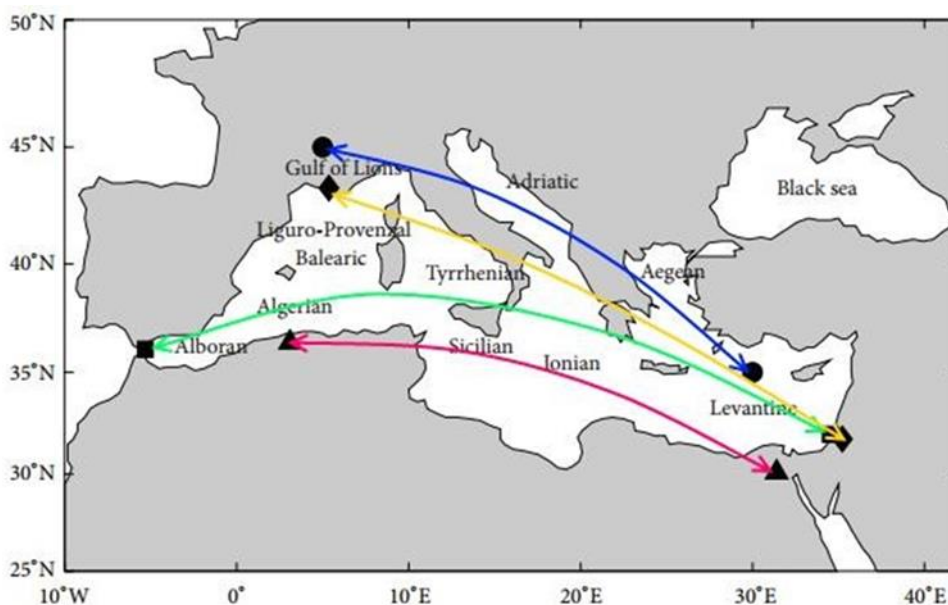 50°N
45°N
Gulf of Lions
Adriatic
Black sea
Liguro-Provenzal
40°N
Balearic
Tyrrhenian
Aegean
Algerian
Alboran
Sicilian
Ionian
35°N
Levantine
30°N
25°N
10°W 0° 10°E 20°E 30°E 40°E